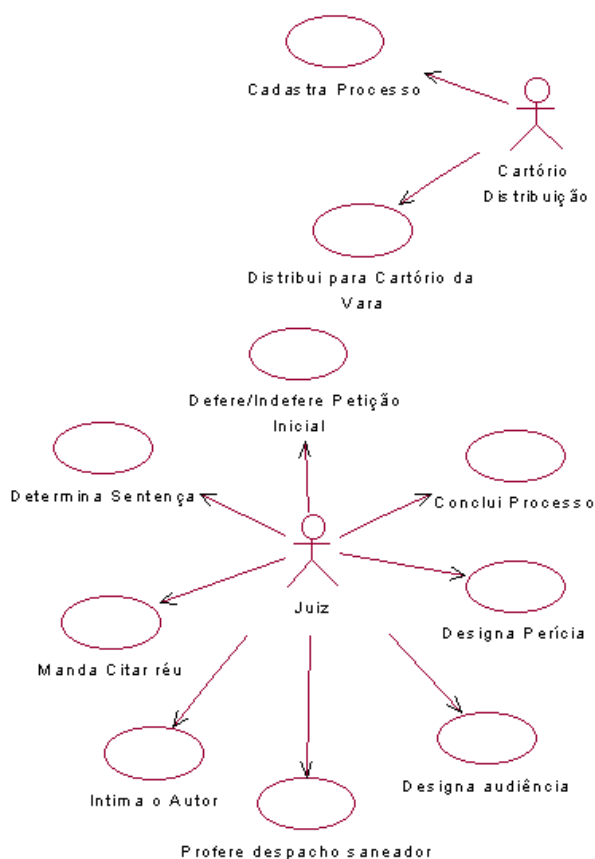 Cadastra Processo
Cartório
Distribuição
Distribui para Cartório da
Vara
Defere/Indefere Petição
Inicial
Determina Sentença
Conclui Processo
Juiz
Designa Perícia
Manda Citar réu
Intima o Autor
Designa audiência
Profere despacho saneador